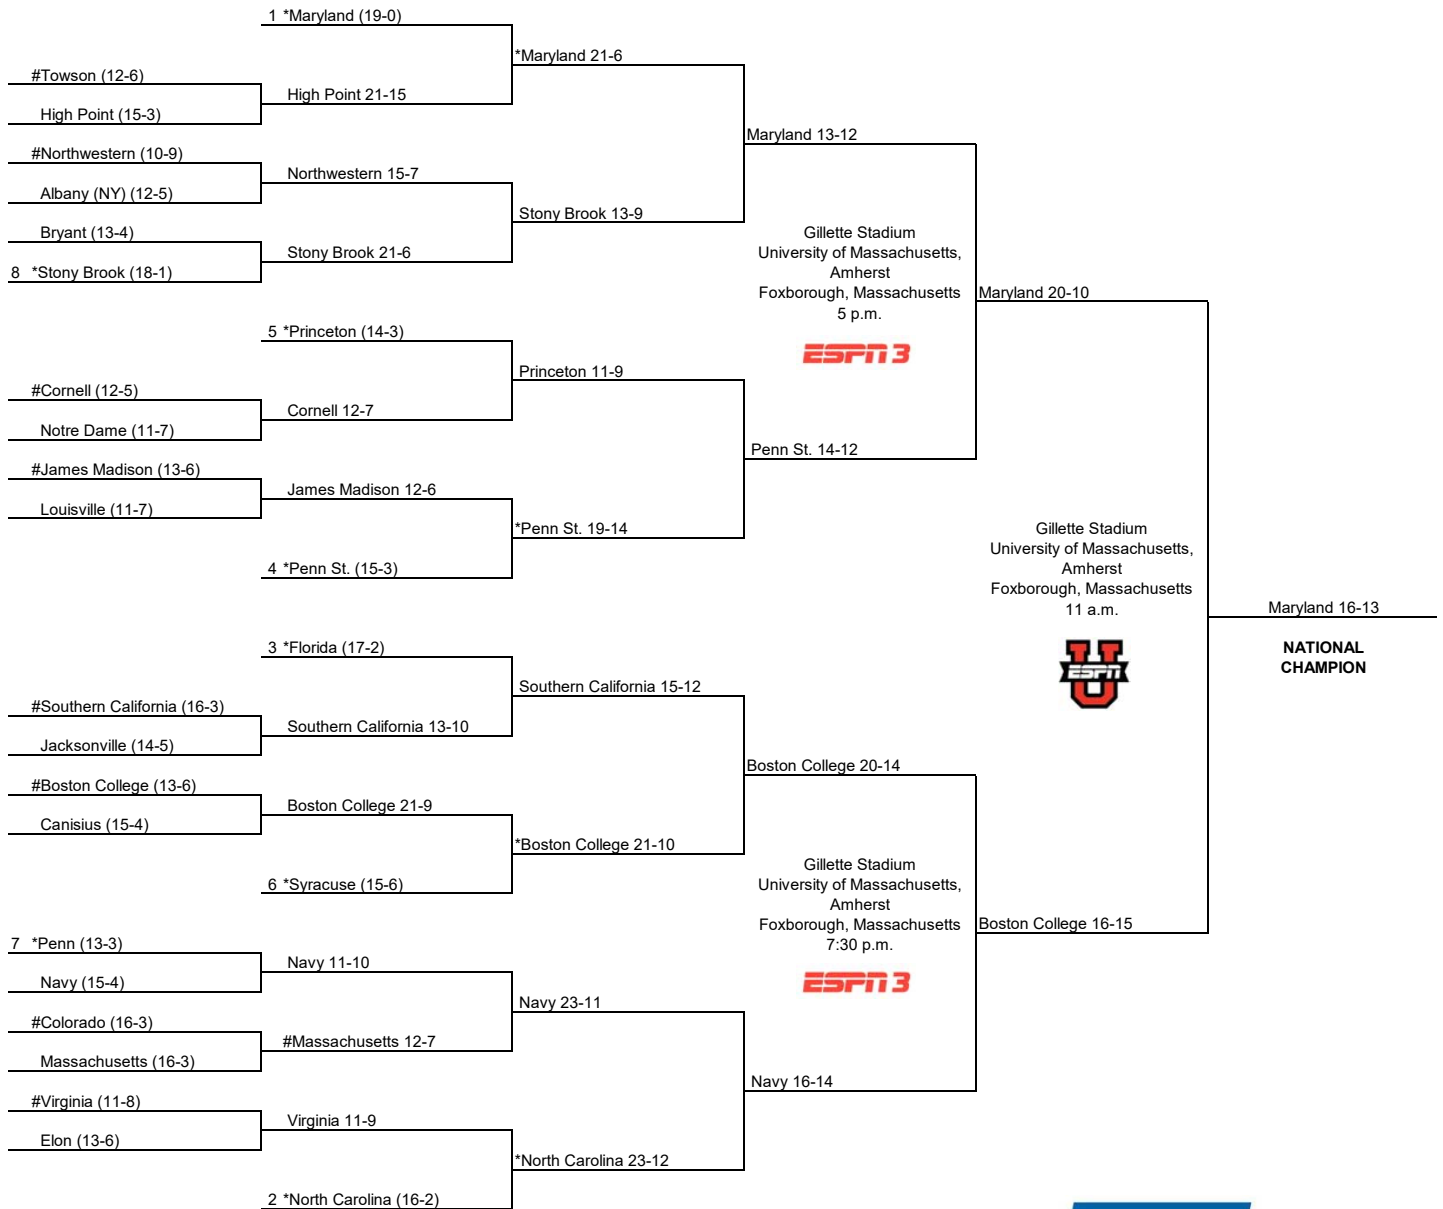 1 *Maryland (19-0)
*Maryland 21-6
#Towson (12-6)
High Point 21-15
High Point (15-3)
Maryland 13-12
#Northwestern (10-9)
Northwestern 15-7
Albany (NY) (12-5)
Stony Brook 13-9
Bryant (13-4)
Stony Brook 21-6
8 *Stony Brook (18-1)
Gillette Stadium
University of Massachusetts,
Amherst
Foxborough, Massachusetts
5 p.m.
ESPN 3
Maryland 20-10
5 *Princeton (14-3)
Princeton 11-9
#Cornell (12-5)
Cornell 12-7
Notre Dame (11-7)
Penn St. 14-12
#James Madison (13-6)
James Madison 12-6
Louisville (11-7)
*Penn St. 19-14
4 *Penn St. (15-3)
Gillette Stadium
University of Massachusetts,
Amherst
Foxborough, Massachusetts
11 a.m.
ESPN
U
Maryland 16-13
NATIONAL
CHAMPION
3 *Florida (17-2)
Southern California 15-12
#Southern California (16-3)
Southern California 13-10
Jacksonville (14-5)
Boston College 20-14
#Boston College (13-6)
Boston College 21-9
Canisius (15-4)
*Boston College 21-10
6 *Syracuse (15-6)
Gillette Stadium
University of Massachusetts,
Amherst
Foxborough, Massachusetts
7:30 p.m.
ESPN 3
Boston College 16-15
7 *Penn (13-3)
Navy 11-10
Navy (15-4)
Navy 23-11
#Colorado (16-3)
#Massachusetts 12-7
Massachusetts (16-3)
Navy 16-14
#Virginia (11-8)
Virginia 11-9
Elon (13-6)
*North Carolina 23-12
2 *North Carolina (16-2)